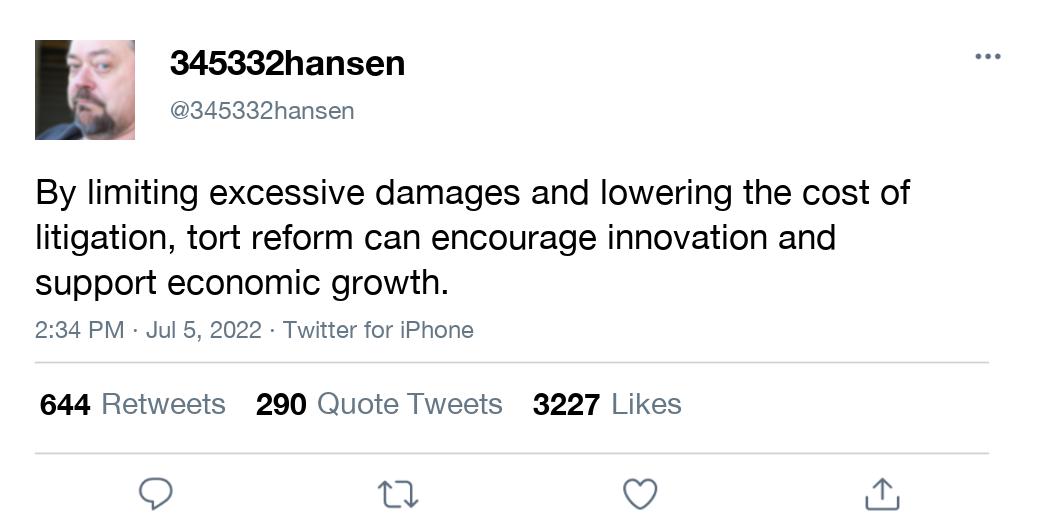 345332hansen
@345332hansen
By limiting excessive damages and lowering the cost of
litigation, tort reform can encourage innovation and
support economic growth.
2:34 PM · Jul 5, 2022 · Twitter for iPhone
644 Retweets 290 Quote Tweets 3227 Likes